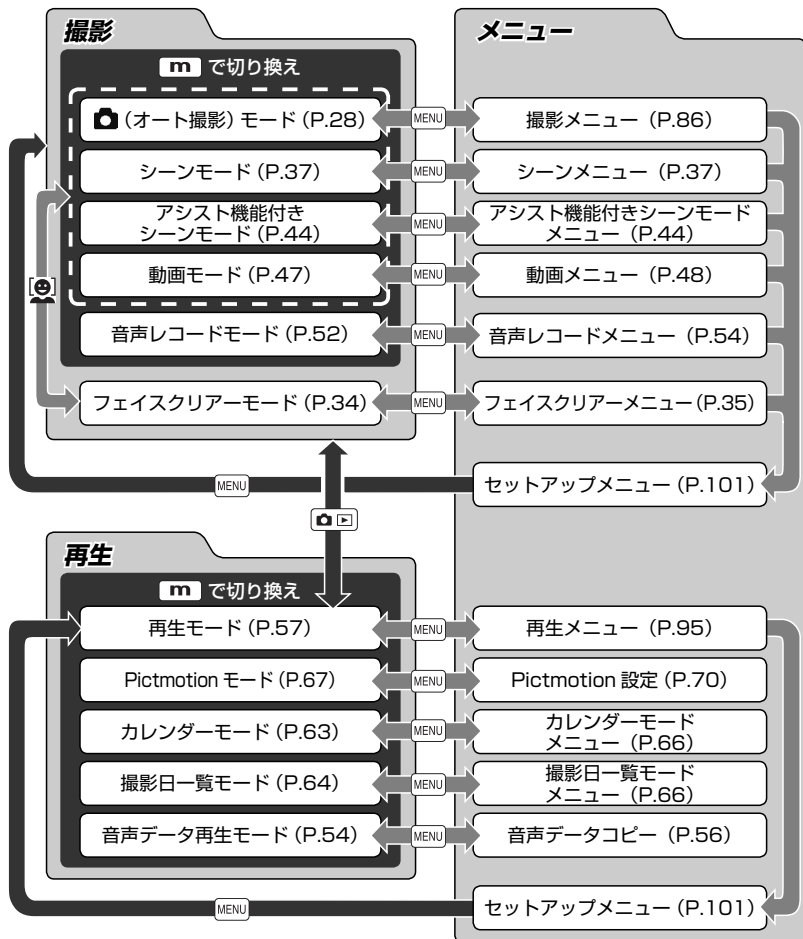 撮影
メニュー
m で切り換え
(オート撮影) モード (P.28)
MENU
撮影メニュー (P.86)
シーンモード (P.37)
MENU
シーンメニュー (P.37)
アシスト機能付き
シーンモード (P.44)
MENU
アシスト機能付きシーンモード
メニュー (P.44)
動画モード (P.47)
MENU
動画メニュー (P.48)
音声レコードモード (P.52)
MENU
音声レコードメニュー (P.54)
フェイスクリアーモード (P.34)
MENU
フェイスクリアーメニュー (P.35)
MENU
セットアップメニュー (P.101)
再生
m で切り換え
再生モード (P.57)
MENU
再生メニュー (P.95)
Pictmotion モード (P.67)
MENU
Pictmotion 設定 (P.70)
カレンダーモード (P.63)
MENU
カレンダーモード
メニュー (P.66)
撮影日一覧モード (P.64)
MENU
撮影日一覧モード
メニュー (P.66)
音声データ再生モード (P.54)
MENU
音声データコピー (P.56)
MENU
セットアップメニュー (P.101)